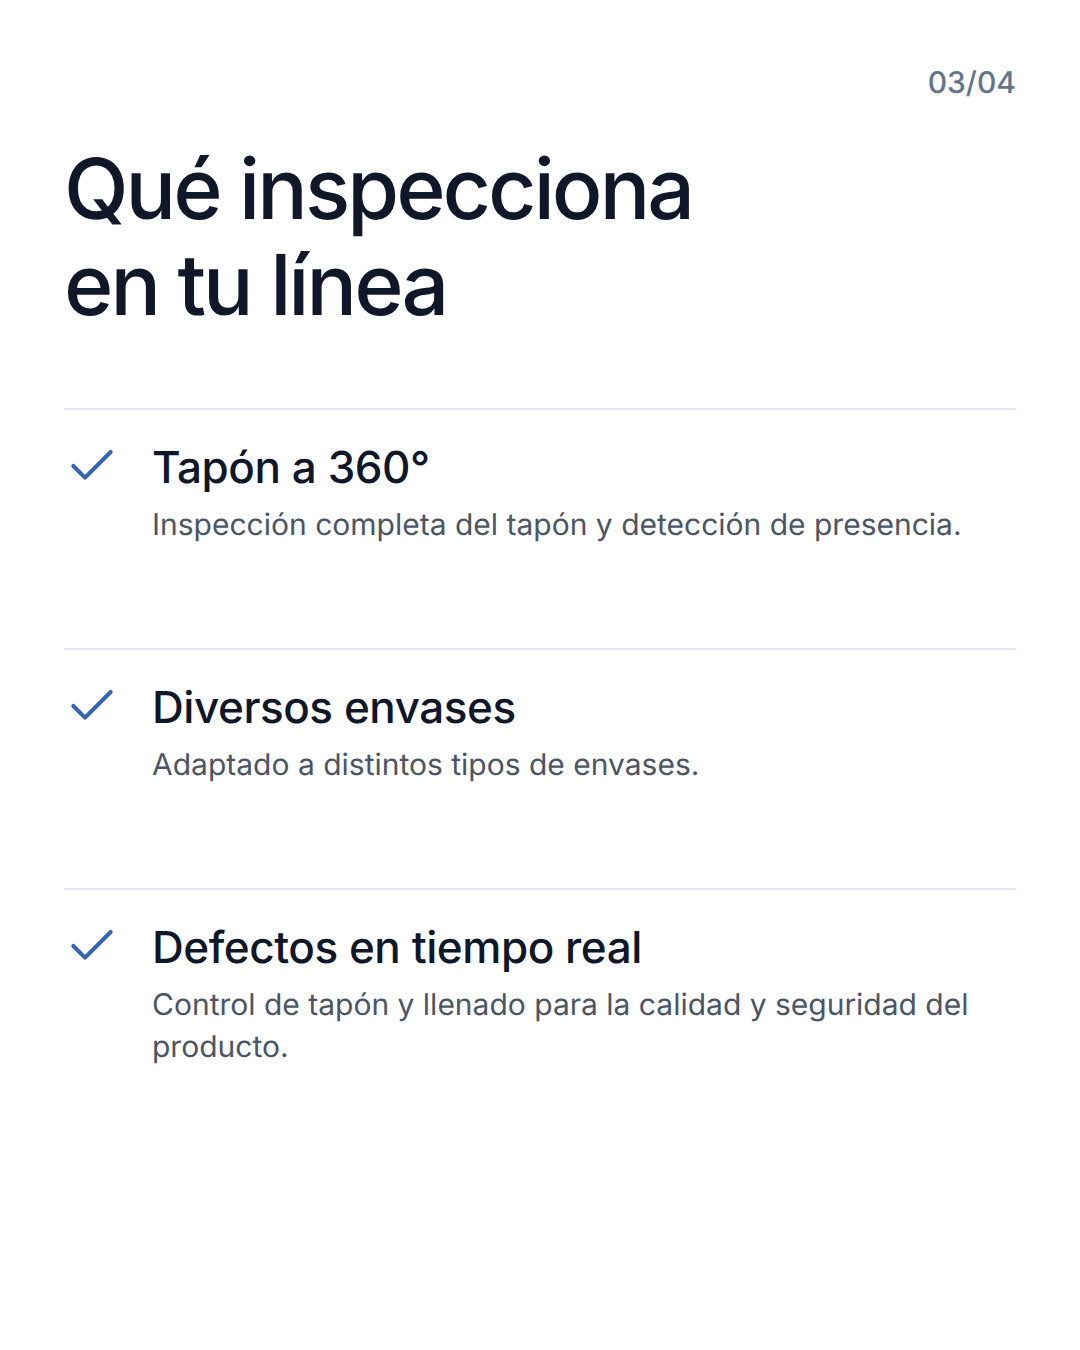 03/04
Qué inspecciona
en tu línea
Tapón a 360°
Inspección completa del tapón y detección de presencia.
Diversos envases
Adaptado a distintos tipos de envases.
Defectos en tiempo real
Control de tapón y llenado para la calidad y seguridad del
producto.